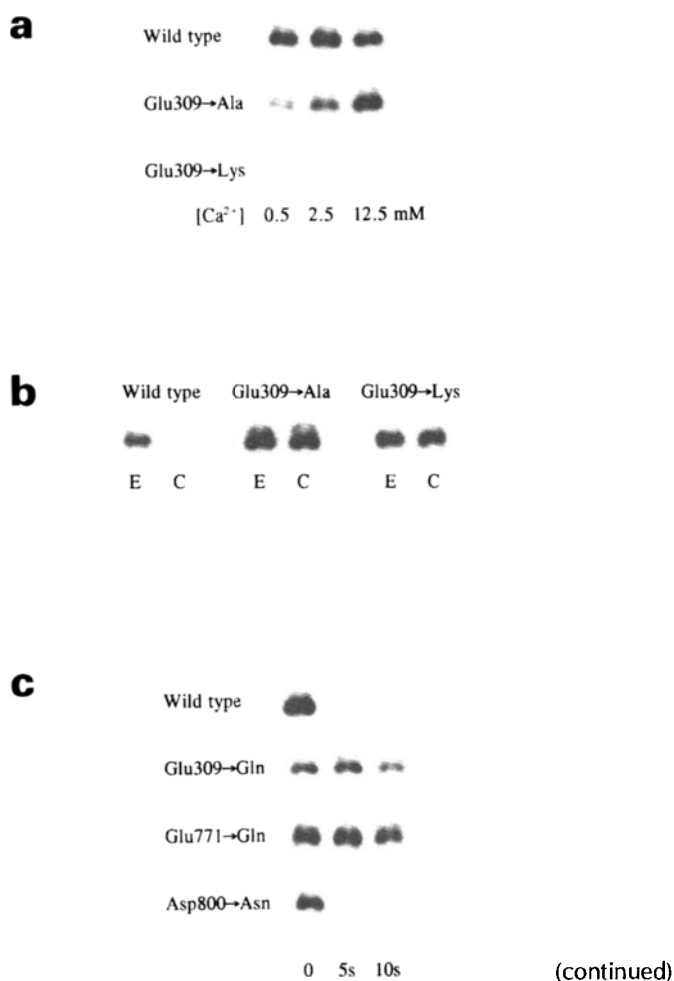 a
Wild type
Glu309→Ala
Glu309→Lys
[Ca²⁺] 0.5 2.5 12.5 mM
b
Wild type Glu309→Ala Glu309→Lys
E C E C E C
c
Wild type
Glu309→Gln
Glu771→Gln
Asp800→Asn
0 5s 10s
(continued)